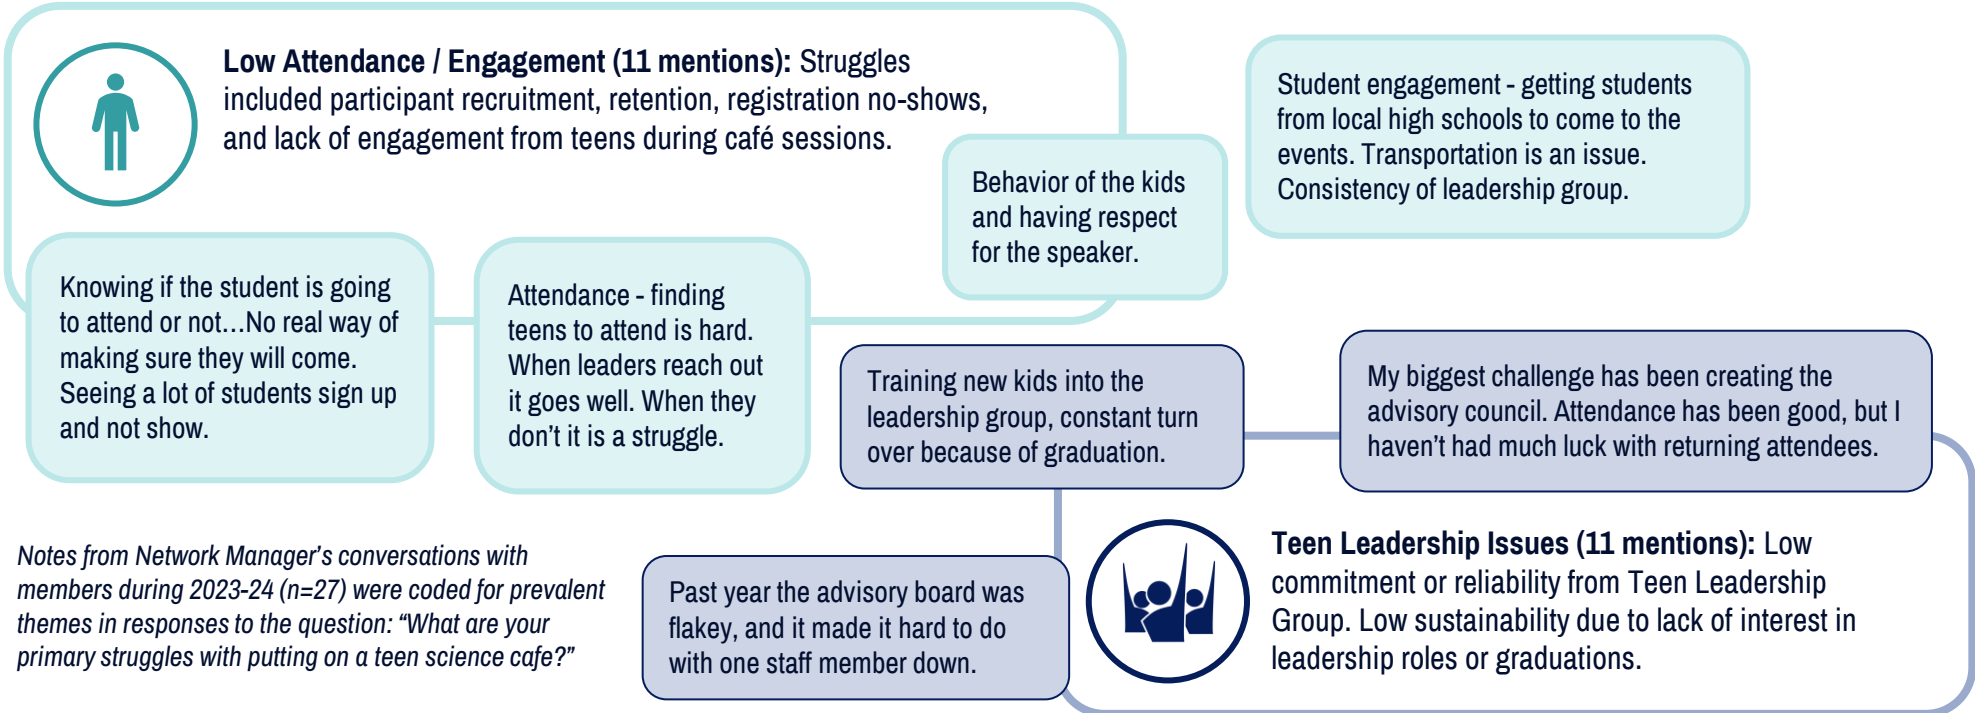 Low Attendance / Engagement (11 mentions): Struggles
included participant recruitment, retention, registration no-shows,
and lack of engagement from teens during café sessions.
Student engagement - getting students
from local high schools to come to the
events. Transportation is an issue.
Consistency of leadership group.
Behavior of the kids
and having respect
for the speaker.
Knowing if the student is going
to attend or not…No real way of
making sure they will come.
Seeing a lot of students sign up
and not show.
Attendance - finding
teens to attend is hard.
When leaders reach out
it goes well. When they
don’t it is a struggle.
Training new kids into the
leadership group, constant turn
over because of graduation.
My biggest challenge has been creating the
advisory council. Attendance has been good, but I
haven’t had much luck with returning attendees.
Notes from Network Manager’s conversations with
members during 2023-24 (n=27) were coded for prevalent
themes in responses to the question: “What are your
primary struggles with putting on a teen science cafe?”
Past year the advisory board was
flakey, and it made it hard to do
with one staff member down.
Teen Leadership Issues (11 mentions): Low
commitment or reliability from Teen Leadership
Group. Low sustainability due to lack of interest in
leadership roles or graduations.